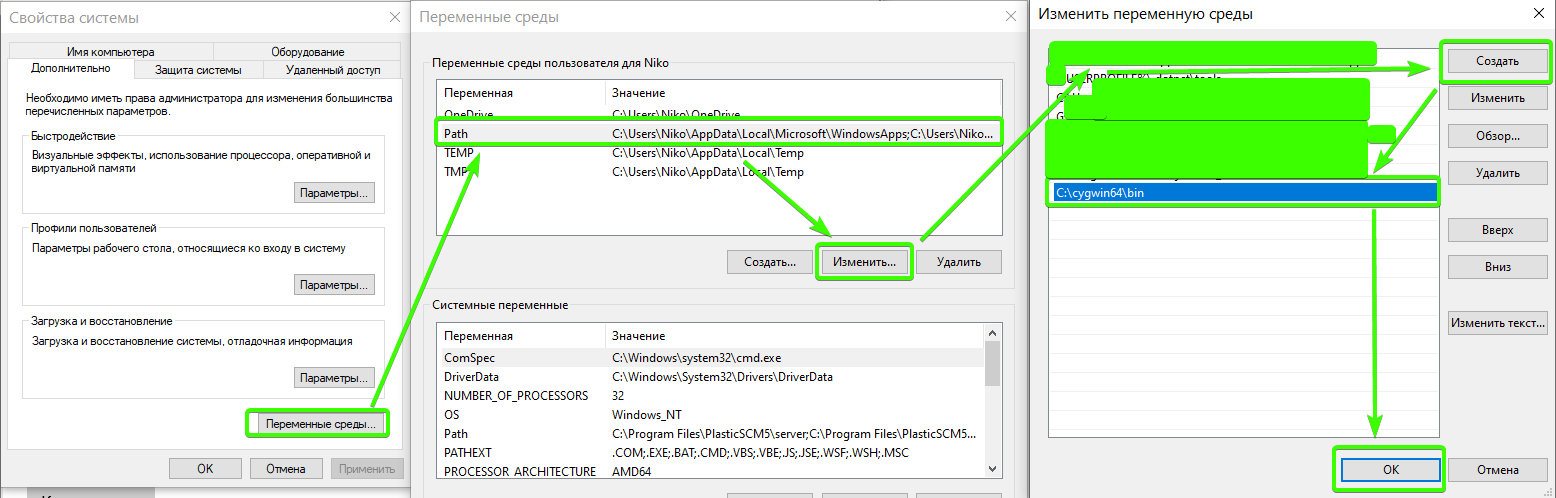 Свойства системы
Имя компьютера
Оборудование
Дополнительно
Защита системы
Удаленный доступ
Необходимо иметь права администратора для изменения большинства
перечисленных параметров.
Быстродействие
Визуальные эффекты, использование процессора, оперативной и
виртуальной памяти
Параметры...
Профили пользователей
Параметры рабочего стола, относящиеся ко входу в систему
Параметры...
Загрузка и восстановление
Загрузка и восстановление системы, отладочная информация
Параметры...
Переменные среды...
OK
Отмена
Применить
Переменные среды
Переменные среды пользователя для Niko
Переменная Значение
OneDrive C:\Users\Niko\OneDrive
Path C:\Users\Niko\AppData\Local\Microsoft\WindowsApps;C:\Users\Niko...
TEMP C:\Users\Niko\AppData\Local\Temp
TMP C:\Users\Niko\AppData\Local\Temp
Создать...
Изменить...
Удалить
Системные переменные
Переменная Значение
ComSpec C:\Windows\system32\cmd.exe
DriverData C:\Windows\System32\Drivers\DriverData
NUMBER_OF_PROCESSORS 32
OS Windows_NT
Path C:\Program Files\PlasticSCM5\server;C:\Program Files\PlasticSCM5...
PATHEXT .COM;.EXE;.BAT;.CMD;.VBS;.VBE;.JS;.JSE;.WSF;.WSH;.MSC
PROCESSOR_ARCHITECTURE AMD64
Изменить переменную среды
C:\cygwin64\bin
Создать
Изменить
Обзор...
Удалить
Вверх
Вниз
Изменить текст...
OK
Отмена